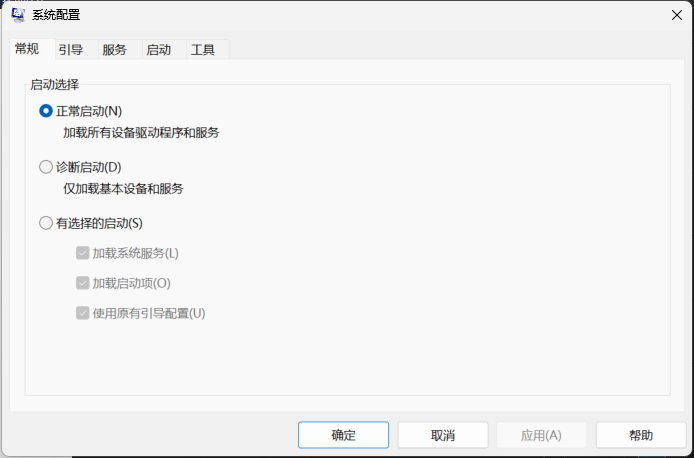 系统配置
常规 引导 服务 启动 工具
启动选择
正常启动(N)
加载所有设备驱动程序和服务
诊断启动(D)
仅加载基本设备和服务
有选择的启动(S)
加载系统服务(L)
加载启动项(O)
使用原有引导配置(U)
确定 取消 应用(A) 帮助